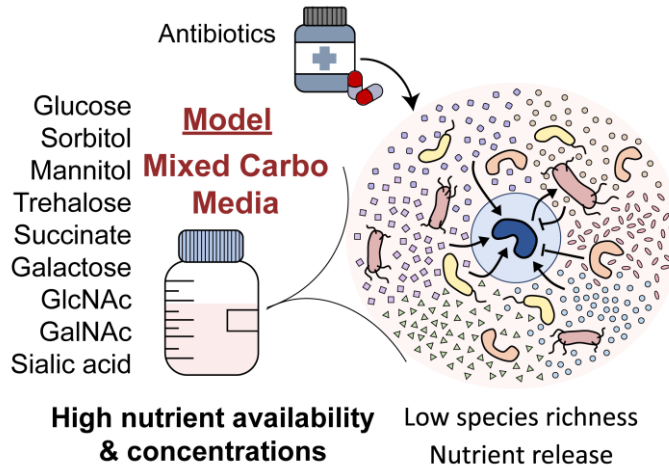 Antibiotics
Glucose
Sorbitol
Mannitol
Trehalose
Succinate
Galactose
GlcNAc
GalNAc
Sialic acid
Model
Mixed Carbo
Media
High nutrient availability
& concentrations
Low species richness
Nutrient release